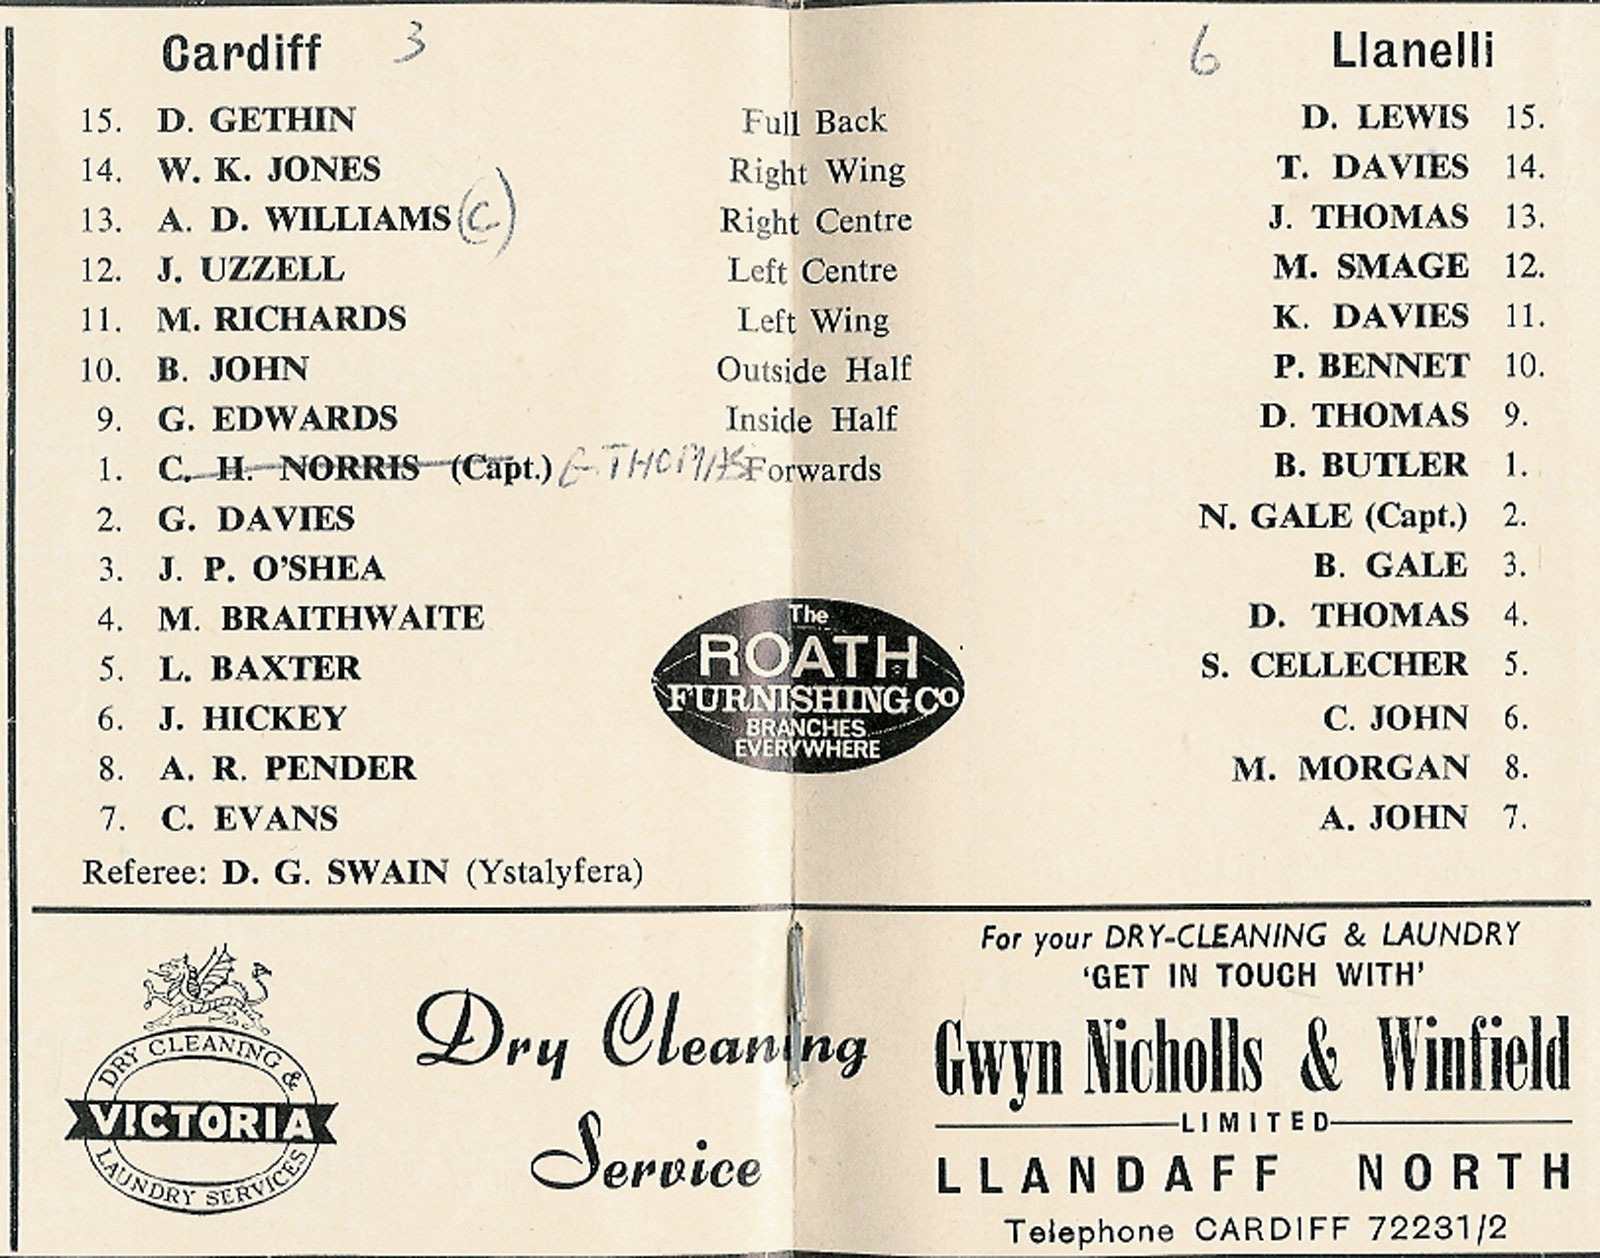 Cardiff 3 6 Llanelli
15. D. GETHIN Full Back D. LEWIS 15.
14. W. K. JONES Right Wing T. DAVIES 14.
13. A. D. WILLIAMS (C.) Right Centre J. THOMAS 13.
12. J. UZZELL Left Centre M. SMAGE 12.
11. M. RICHARDS Left Wing K. DAVIES 11.
10. B. JOHN Outside Half P. BENNET 10.
9. G. EDWARDS Inside Half D. THOMAS 9.
1. C. H. NORRIS (Capt.) G. THOMAS Forwards B. BUTLER 1.
2. G. DAVIES N. GALE (Capt.) 2.
3. J. P. O'SHEA B. GALE 3.
4. M. BRAITHWAITE D. THOMAS 4.
5. L. BAXTER S. CELLECHER 5.
6. J. HICKEY C. JOHN 6.
8. A. R. PENDER M. MORGAN 8.
7. C. EVANS A. JOHN 7.
Referee: D. G. SWAIN (Ystalyfera)
The
ROATH
FURNISHING CO
BRANCHES
EVERYWHERE
DRY CLEANING &
VICTORIA
LAUNDRY SERVICES
Dry Cleaning
Service
For your DRY-CLEANING & LAUNDRY
'GET IN TOUCH WITH'
Gwyn Nicholls & Winfield
LIMITED
LLANDAFF NORTH
Telephone CARDIFF 72231/2